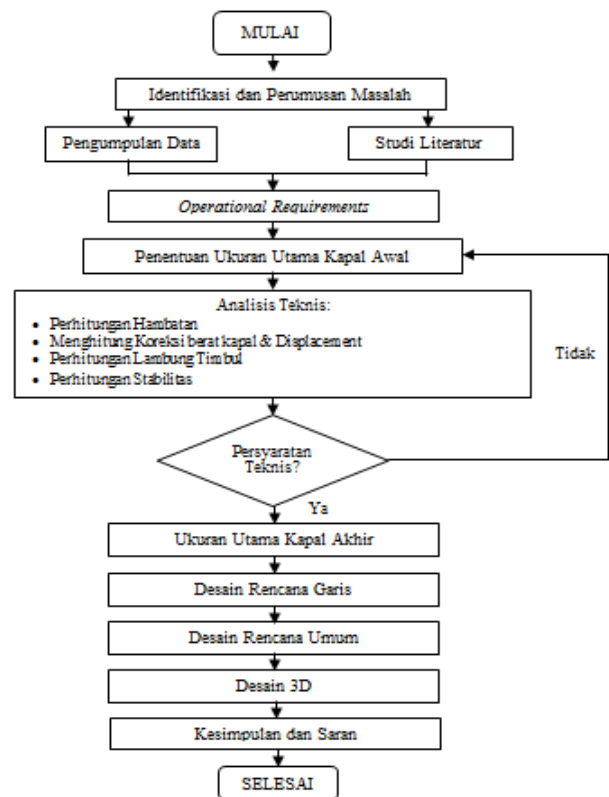 MULAI
Identifikasi dan Perumusan Masalah
Pengumpulan Data
Studi Literatur
Operational Requirements
Penentuan Ukuran Utama Kapal Awal
Analisis Teknis:
• Perhitungan Hambatan
• Menghitung Koreksi berat kapal & Displacement
• Perhitungan Lambung Timbul
• Perhitungan Stabilitas
Tidak
Persyaratan
Teknis?
Ya
Ukuran Utama Kapal Akhir
Desain Rencana Garis
Desain Rencana Umum
Desain 3D
Kesimpulan dan Saran
SELESAI